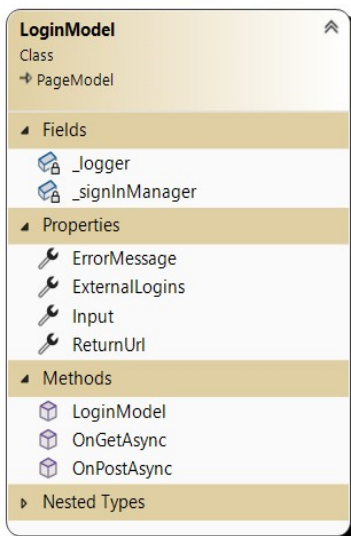 LoginModel
Class
PageModel
Fields
_logger
_signInManager
Properties
ErrorMessage
ExternalLogins
Input
ReturnUrl
Methods
LoginModel
OnGetAsync
OnPostAsync
Nested Types